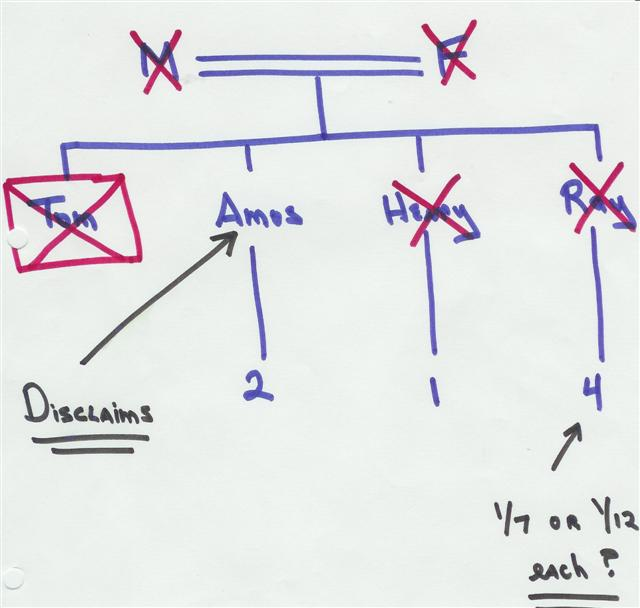 M F
Tom Amos Henry Ray
Disclaims
2 1 4
1/7 or 1/12
each?